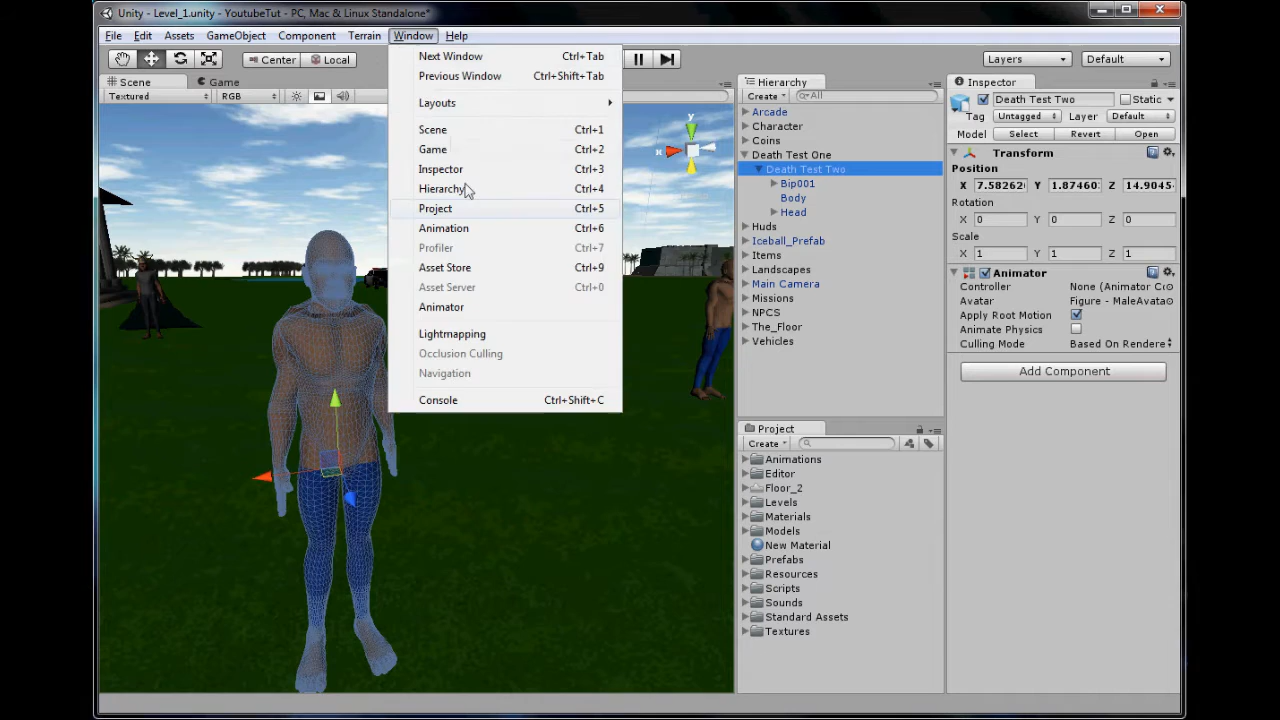 Unity - Level_1.unity - YoutubeTut - PC, Mac & Linux Standalone*
File Edit Assets GameObject Component Terrain Window Help
Center Local Layers Default
Scene Game
Textured RGB All
Next Window Ctrl+Tab
Previous Window Ctrl+Shift+Tab
Layouts
Scene Ctrl+1
Game Ctrl+2
Inspector Ctrl+3
Hierarchy Ctrl+4
Project Ctrl+5
Animation Ctrl+6
Profiler Ctrl+7
Asset Store Ctrl+9
Asset Server Ctrl+0
Animator
Lightmapping
Occlusion Culling
Navigation
Console Ctrl+Shift+C
y
x
Hierarchy
Create All
Arcade
Character
Coins
Death Test One
Death Test Two
Bip001
Body
Head
Huds
Iceball_Prefab
Items
Landscapes
Main Camera
Missions
NPCS
The_Floor
Vehicles
Project
Create
Animations
Editor
Floor_2
Levels
Materials
Models
New Material
Prefabs
Resources
Scripts
Sounds
Standard Assets
Textures
Inspector
Death Test Two Static
Tag Untagged Layer Default
Model Select Revert Open
Transform
Position
X 7.58262 Y 1.87460 Z 14.9045
Rotation
X 0 Y 0 Z 0
Scale
X 1 Y 1 Z 1
Animator
Controller None (Animator C
Avatar Figure - MaleAvata
Apply Root Motion
Animate Physics
Culling Mode Based On Rendere
Add Component